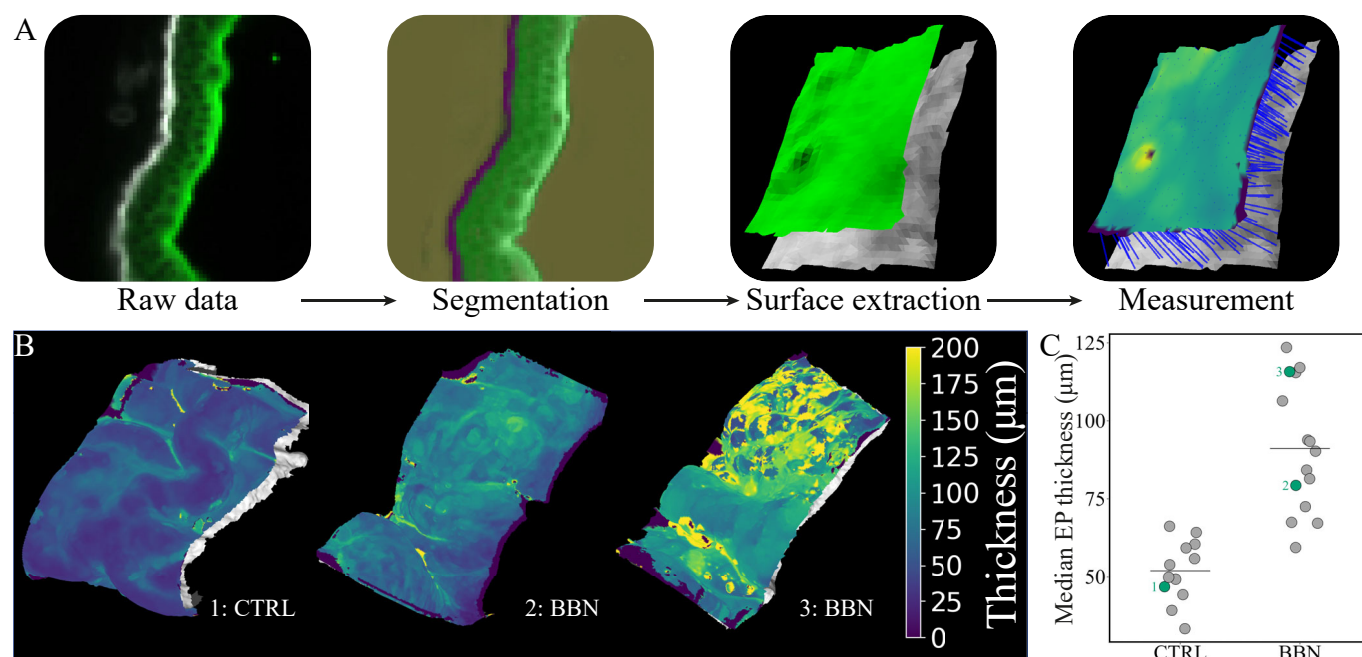 A
Raw data
Segmentation
Surface extraction
Measurement
B
1: CTRL
2: BBN
3: BBN
200
175
150
125
100
75
50
25
0
Thickness (µm)
C
Median EP thickness (µm)
125
100
75
50
3
2
1
CTRL
BBN